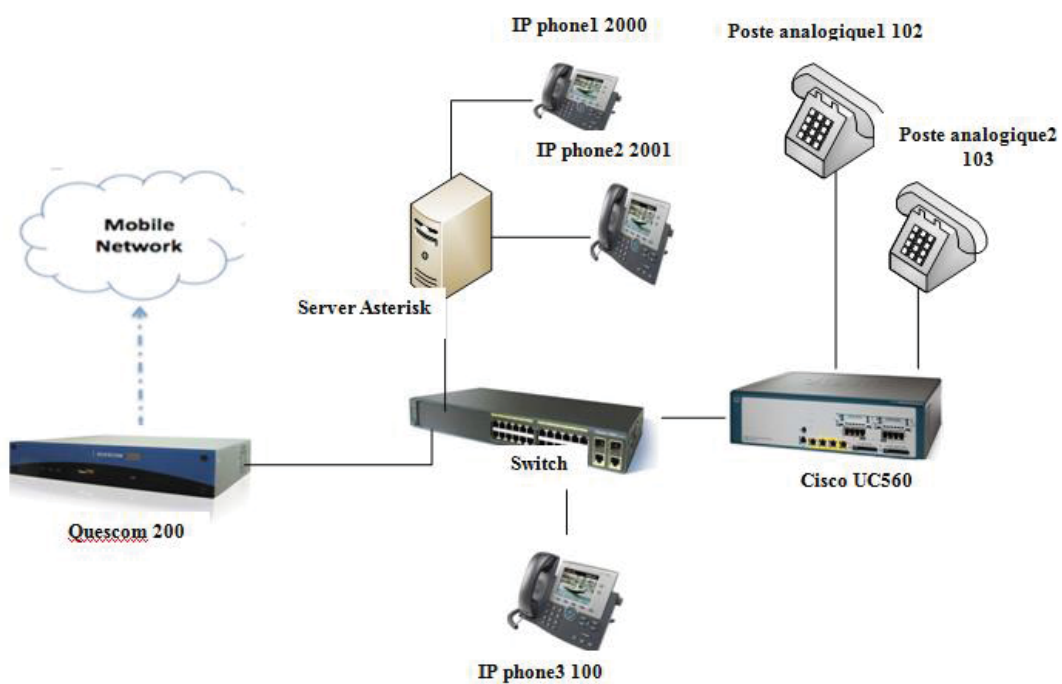 IP phone1 2000
Poste analogique1 102
IP phone2 2001
Poste analogique2
103
Mobile
Network
Server Asterisk
Switch
Cisco UC560
Quescom 200
IP phone3 100